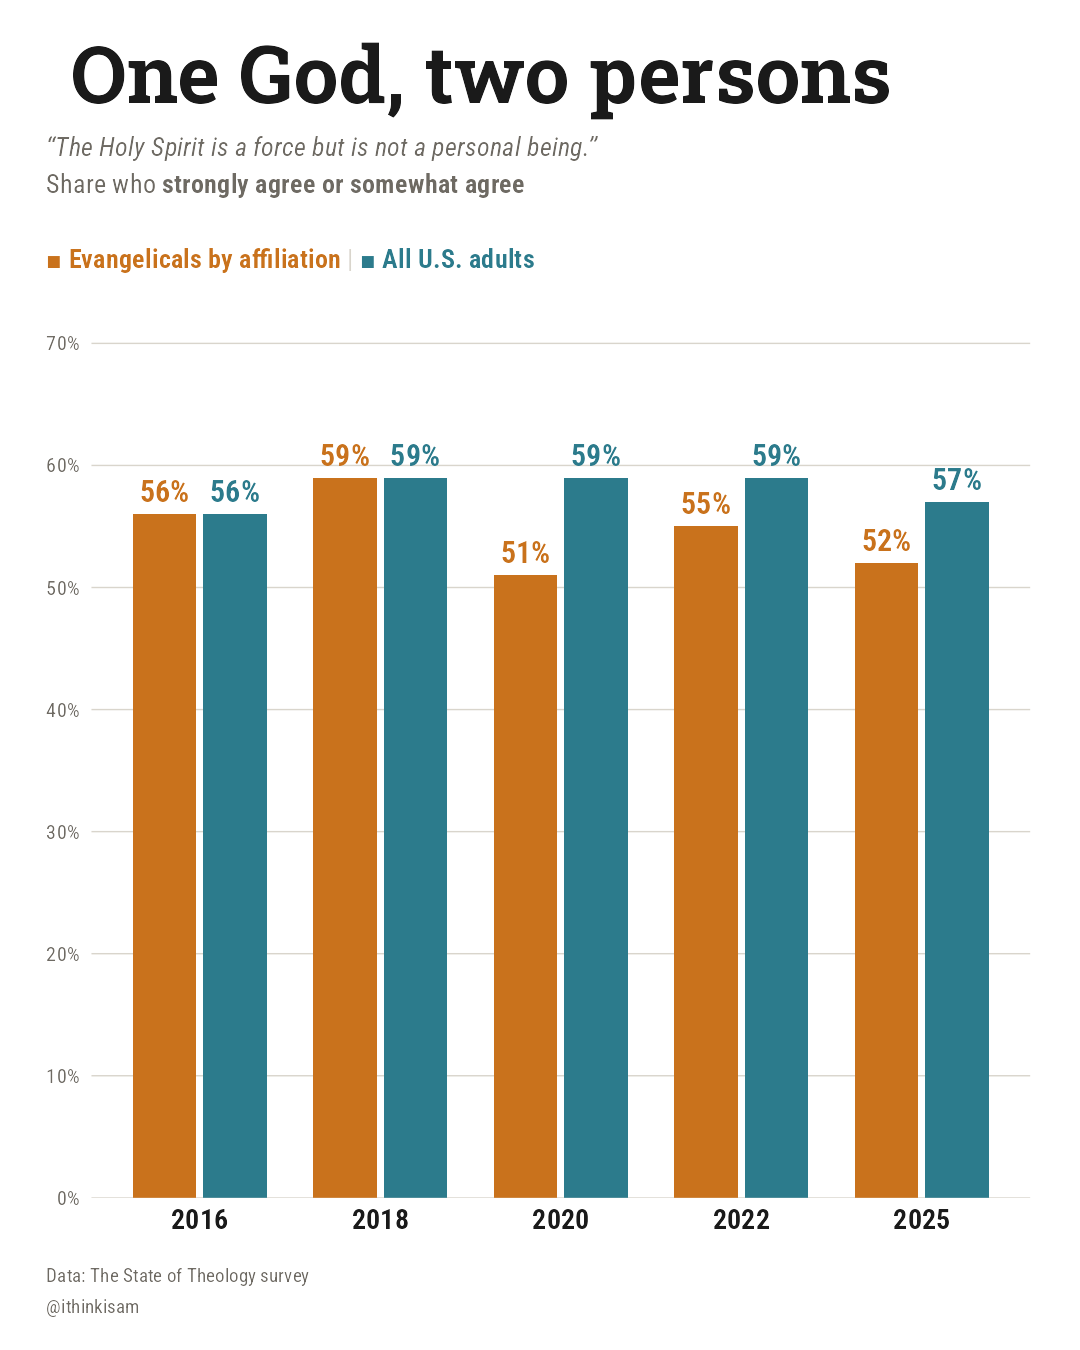 One God, two persons
“The Holy Spirit is a force but is not a personal being.”
Share who strongly agree or somewhat agree
Evangelicals by affiliation | All U.S. adults
70%
60%
50%
40%
30%
20%
10%
0%
56% 56% 59% 59% 51% 59% 55% 59% 52% 57%
2016 2018 2020 2022 2025
Data: The State of Theology survey
@ithinkisam